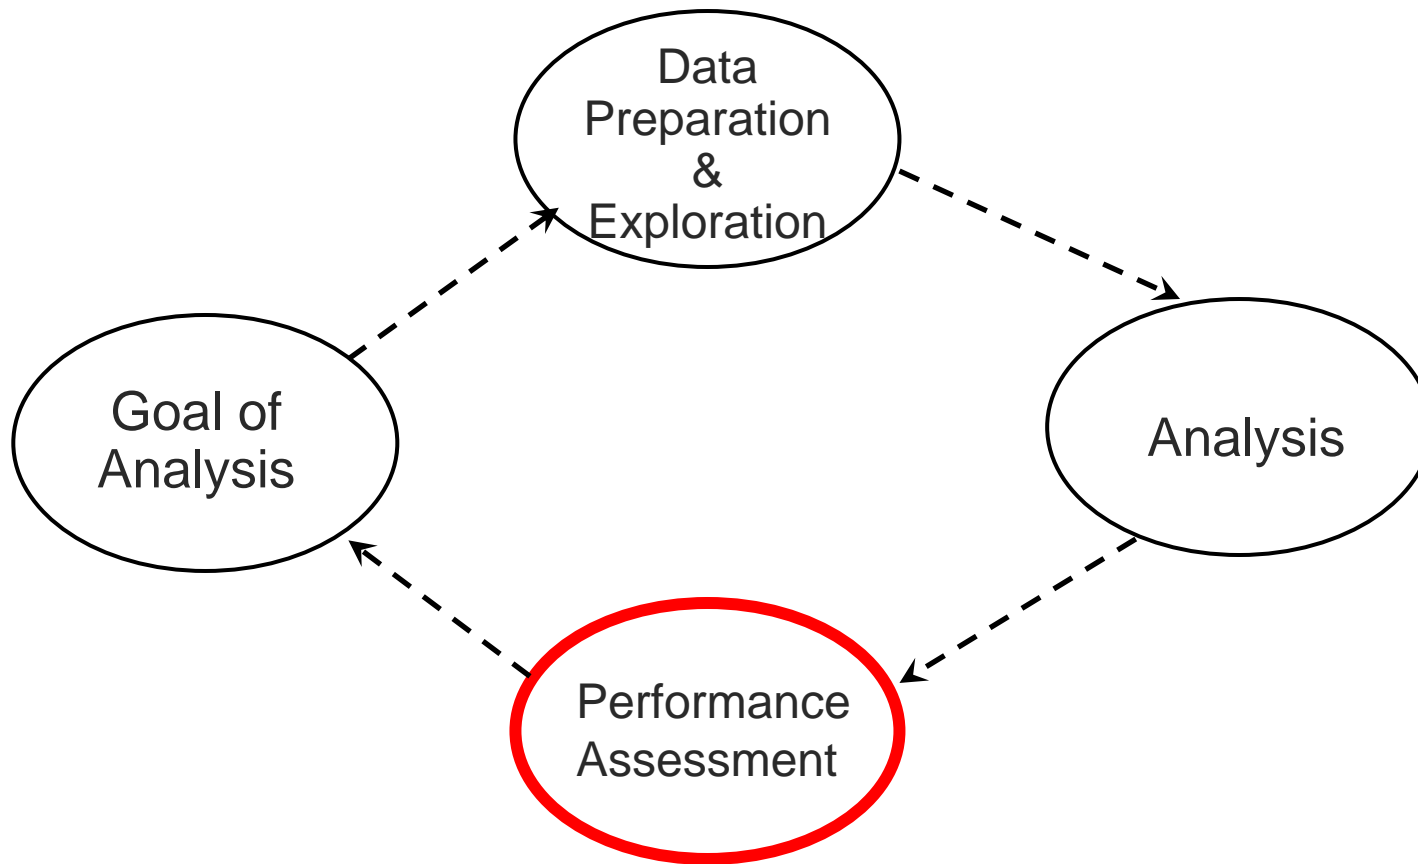 Data
Preparation
&
Exploration
Goal of
Analysis
Analysis
Performance
Assessment